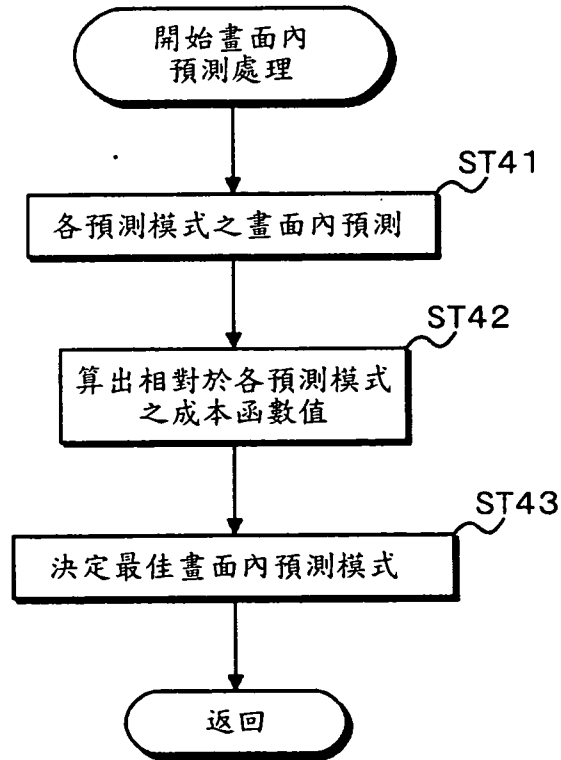 開始畫面內
預測處理
ST41
各預測模式之畫面內預測
ST42
算出相對於各預測模式
之成本函數值
ST43
決定最佳畫面內預測模式
返回